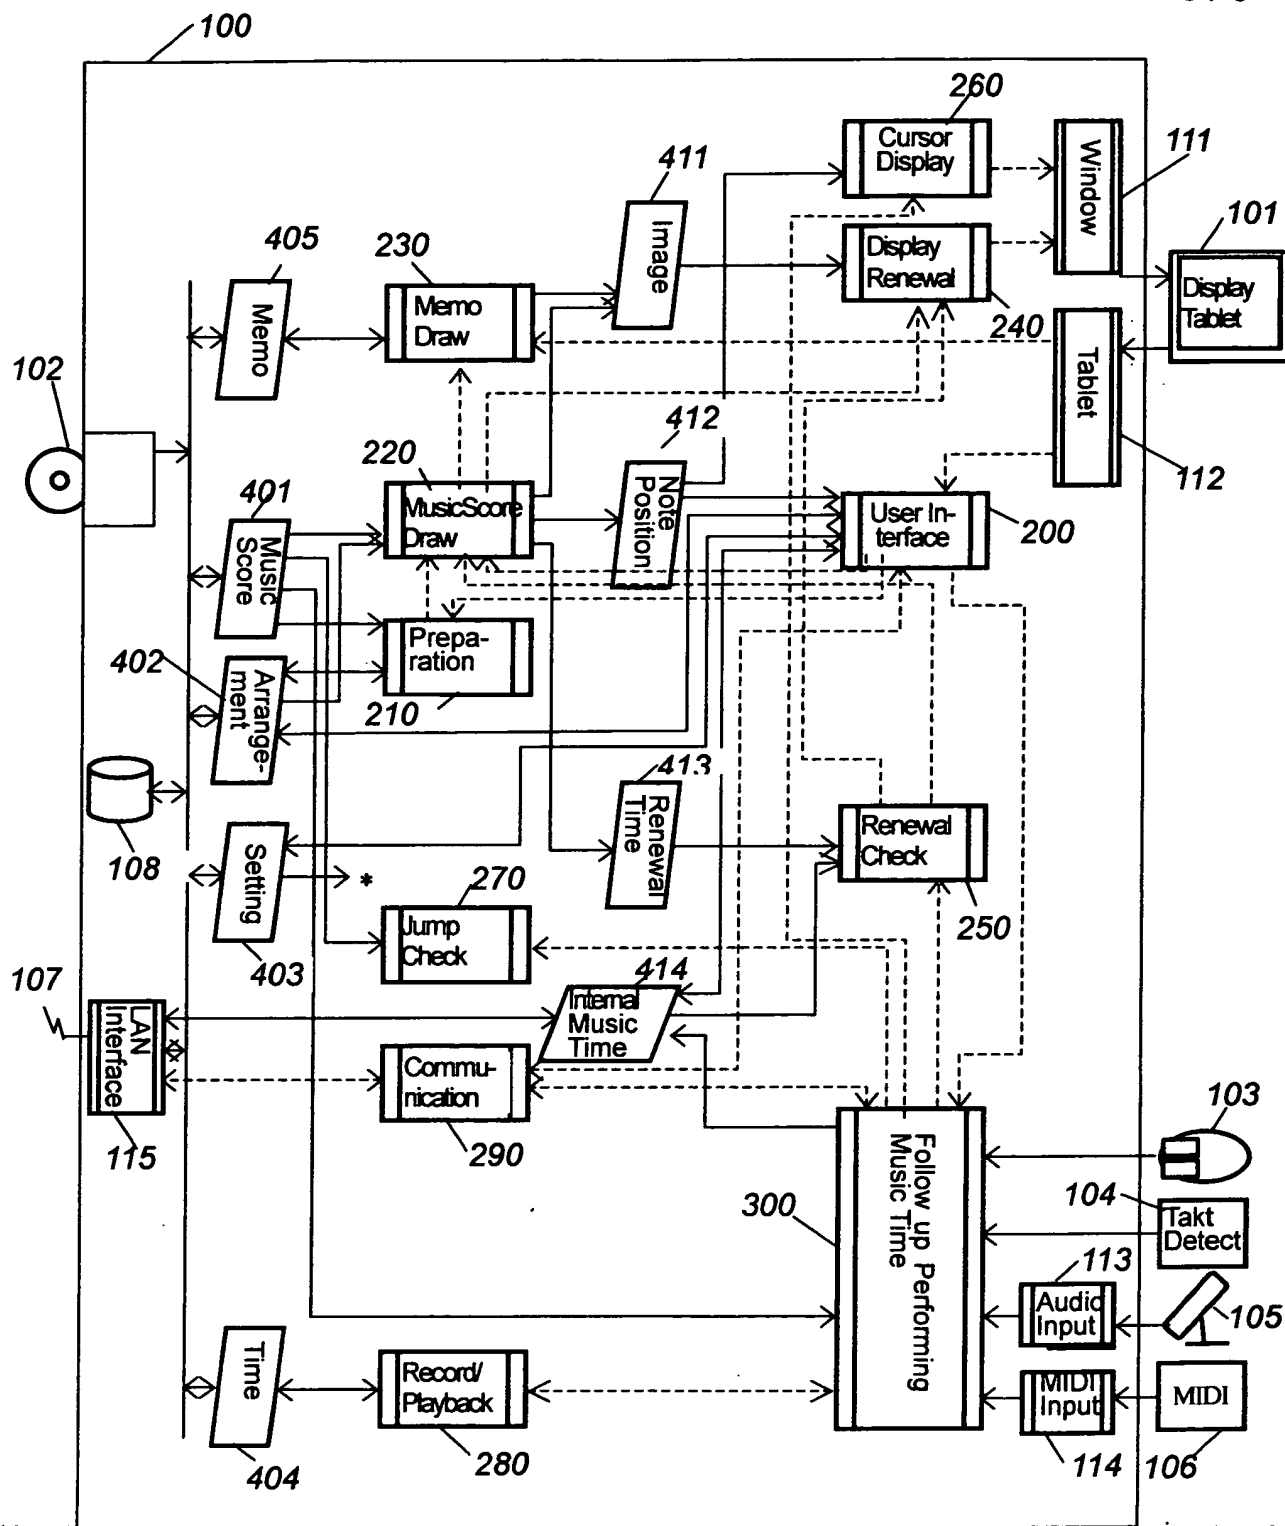 100
260
Cursor
Display
Window
111
411
Image
101
Display
Tablet
405
Memo
230
Memo
Draw
Display
Renewal
240
Tablet
112
102
412
Note
Position
220
MusicScore
Draw
401
Music
Score
User In-
terface
200
402
Arrange-
ment
Prepa-
ration
210
413
Renewal
Time
108
Setting
*
403
270
Jump
Check
Renewal
Check
250
107
LAN
Interface
115
414
Internal
Music
Time
Commu-
nication
290
103
104
Takt
Detect
300
Follow up Performing
Music Time
113
Audio
Input
105
Time
404
Record/
Playback
280
MIDI
Input
114
MIDI
106